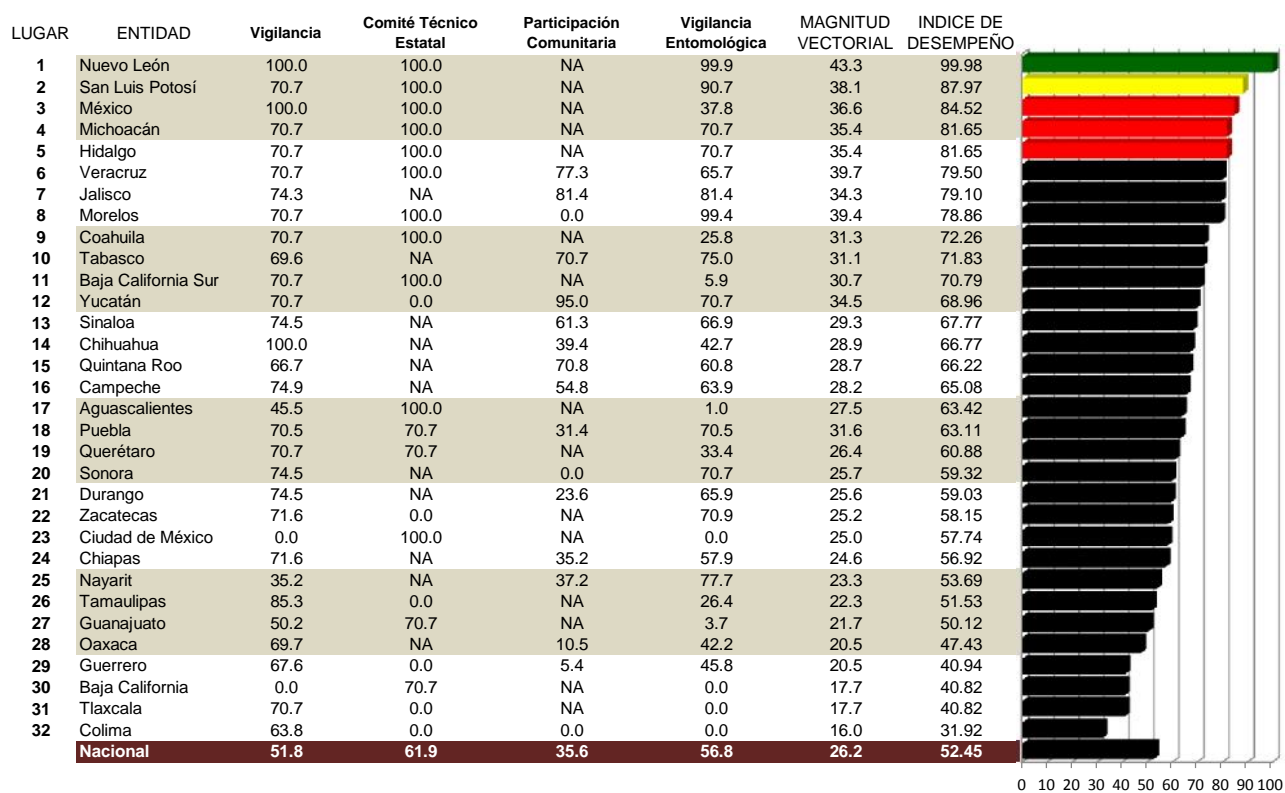 LUGAR ENTIDAD Vigilancia Comité Técnico Estatal Participación Comunitaria Vigilancia Entomológica MAGNITUD VECTORIAL INDICE DE DESEMPEÑO
1 Nuevo León 100.0 100.0 NA 99.9 43.3 99.98
2 San Luis Potosí 70.7 100.0 NA 90.7 38.1 87.97
3 México 100.0 100.0 NA 37.8 36.6 84.52
4 Michoacán 70.7 100.0 NA 70.7 35.4 81.65
5 Hidalgo 70.7 100.0 NA 70.7 35.4 81.65
6 Veracruz 70.7 100.0 77.3 65.7 39.7 79.50
7 Jalisco 74.3 NA 81.4 81.4 34.3 79.10
8 Morelos 70.7 100.0 0.0 99.4 39.4 78.86
9 Coahuila 70.7 100.0 NA 25.8 31.3 72.26
10 Tabasco 69.6 NA 70.7 75.0 31.1 71.83
11 Baja California Sur 70.7 100.0 NA 5.9 30.7 70.79
12 Yucatán 70.7 0.0 95.0 70.7 34.5 68.96
13 Sinaloa 74.5 NA 61.3 66.9 29.3 67.77
14 Chihuahua 100.0 NA 39.4 42.7 28.9 66.77
15 Quintana Roo 66.7 NA 70.8 60.8 28.7 66.22
16 Campeche 74.9 NA 54.8 63.9 28.2 65.08
17 Aguascalientes 45.5 100.0 NA 1.0 27.5 63.42
18 Puebla 70.5 70.7 31.4 70.5 31.6 63.11
19 Querétaro 70.7 70.7 NA 33.4 26.4 60.88
20 Sonora 74.5 NA 0.0 70.7 25.7 59.32
21 Durango 74.5 NA 23.6 65.9 25.6 59.03
22 Zacatecas 71.6 0.0 NA 70.9 25.2 58.15
23 Ciudad de México 0.0 100.0 NA 0.0 25.0 57.74
24 Chiapas 71.6 NA 35.2 57.9 24.6 56.92
25 Nayarit 35.2 NA 37.2 77.7 23.3 53.69
26 Tamaulipas 85.3 0.0 NA 26.4 22.3 51.53
27 Guanajuato 50.2 70.7 NA 3.7 21.7 50.12
28 Oaxaca 69.7 NA 10.5 42.2 20.5 47.43
29 Guerrero 67.6 0.0 5.4 45.8 20.5 40.94
30 Baja California 0.0 70.7 NA 0.0 17.7 40.82
31 Tlaxcala 70.7 0.0 NA 0.0 17.7 40.82
32 Colima 63.8 0.0 0.0 0.0 16.0 31.92
Nacional 51.8 61.9 35.6 56.8 26.2 52.45
0 10 20 30 40 50 60 70 80 90 100